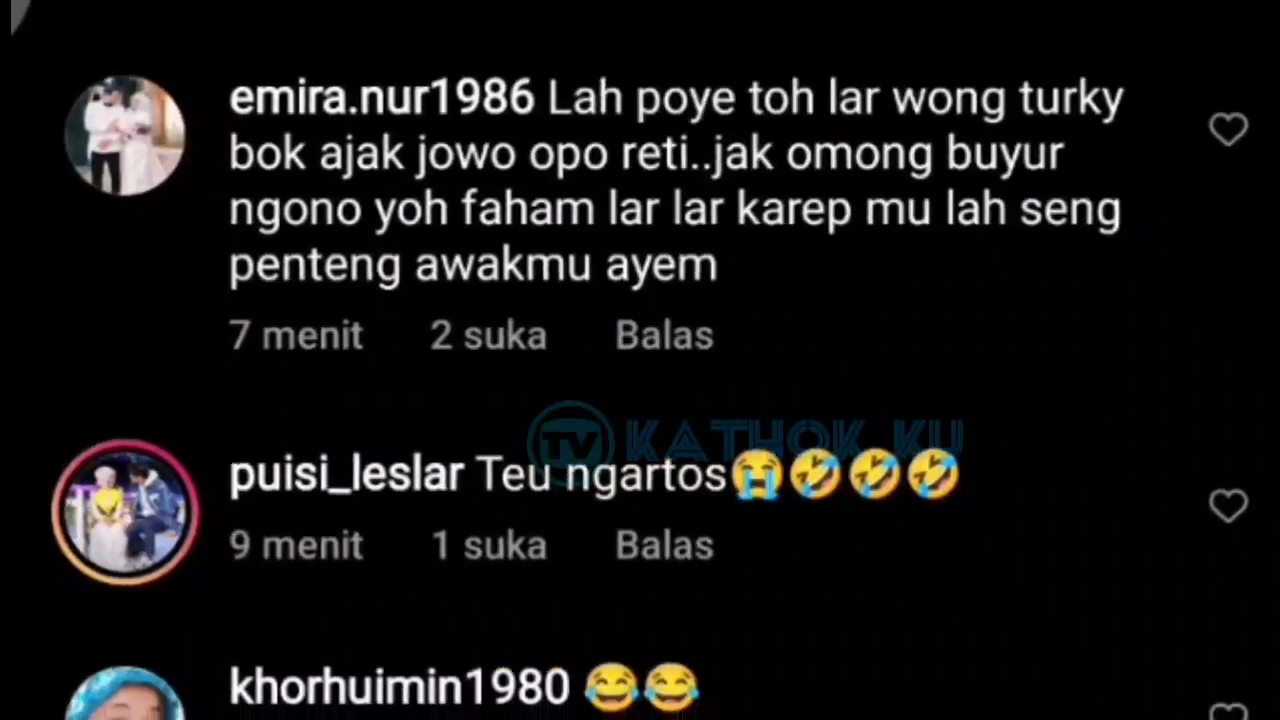 emira.nur1986 Lah poye toh lar wong turky
bok ajak jowo opo reti..jak omong buyur
ngono yoh faham lar lar karep mu lah seng
penteng awakmu ayem
7 menit 2 suka Balas
TV KATHOK_KU
puisi_leslar Teu ngartos😭🤣🤣🤣
9 menit 1 suka Balas
khorhuimin1980 😂😂